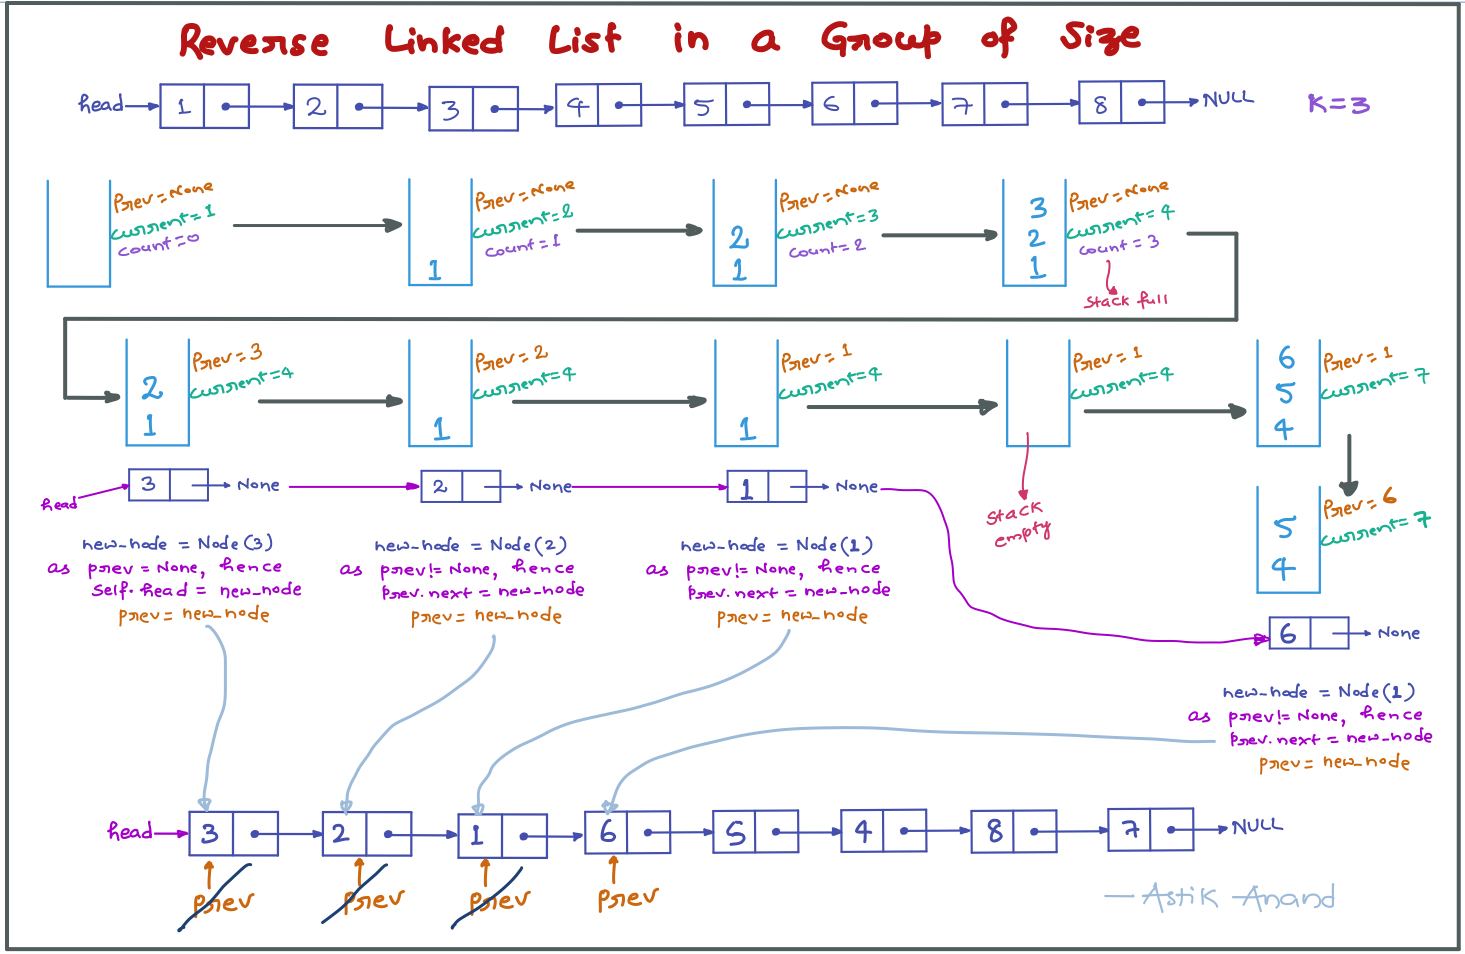 Reverse Linked List in a Group of Size
head 1 2 3 4 5 6 7 8 NULL K=3
Prev=None
current=1
count=0
Prev=None
current=2
count=1
1
Prev=None
current=3
count=2
2
1
Prev=None
current=4
count=3
3
2
1
Stack full
Prev=3
current=4
2
1
Prev=2
current=4
1
Prev=1
current=4
1
Prev=1
current=4
Stack
empty
6
5
4
Prev=1
current=7
head 3 None 2 None 1 None
5
4
Prev=6
current=7
new_node = Node(3)
as prev=None, hence
self.head = new_node
prev= new_node
new_node = Node(2)
as prev!= None, hence
prev.next = new_node
prev= new_node
new_node = Node(1)
as prev!= None, hence
prev.next = new_node
prev= new_node
6 None
new_node = Node(1)
as prev!= None, hence
prev.next = new_node
prev= new_node
head 3 2 1 6 5 4 8 7 NULL
Prev Prev Prev Prev
— Astik Anand